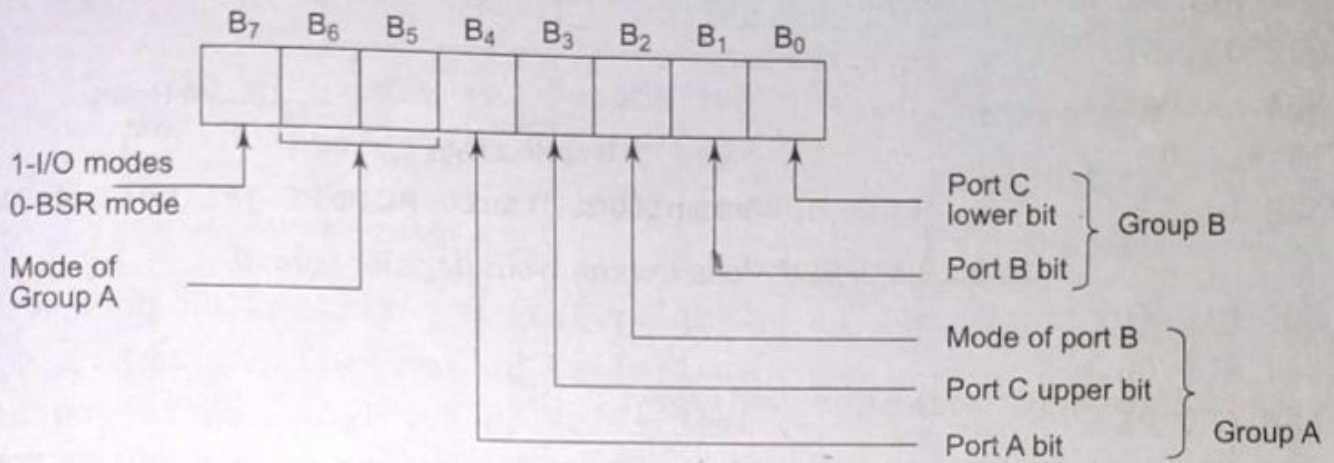 B7 B6 B5 B4 B3 B2 B1 B0
1-I/O modes
0-BSR mode
Mode of
Group A
Port C
lower bit
Group B
Port B bit
Mode of port B
Port C upper bit
Port A bit
Group A